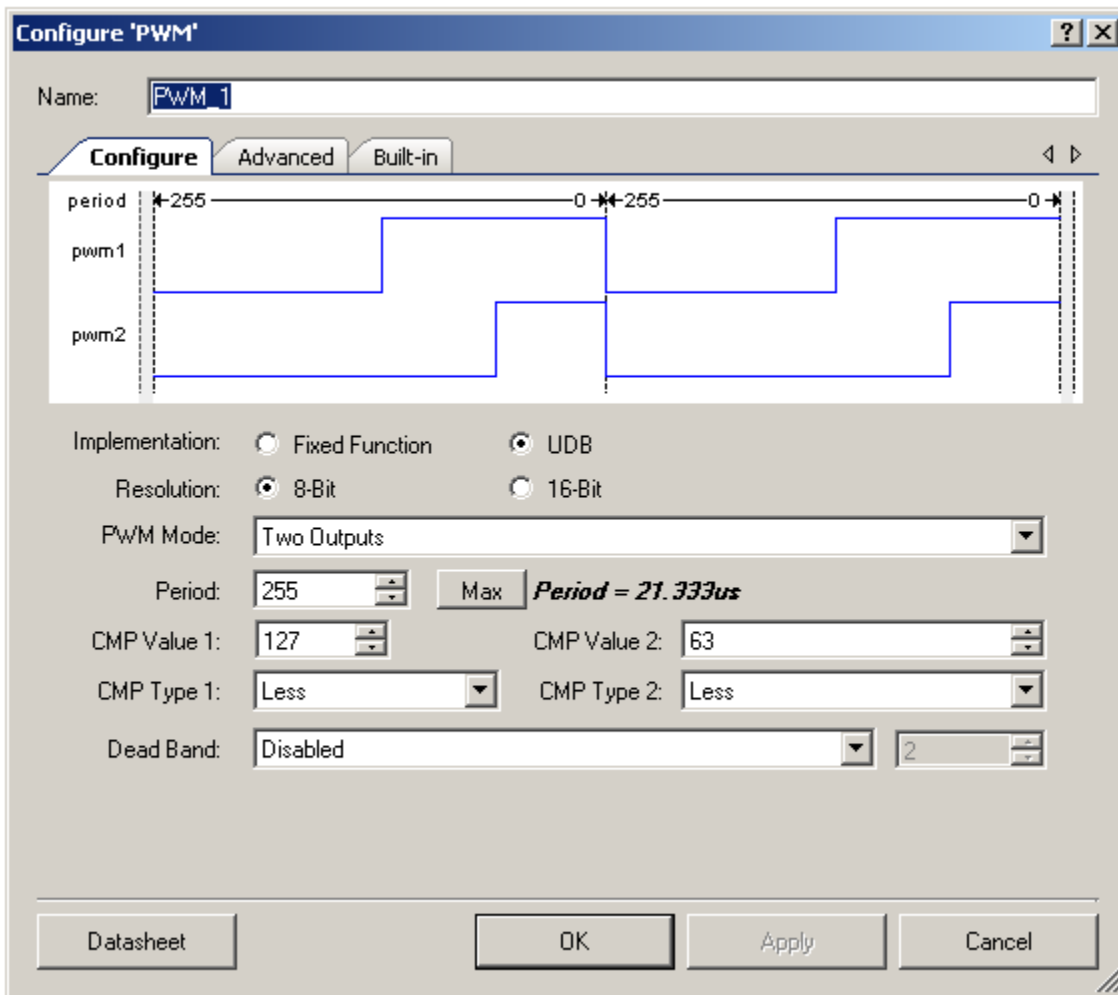 Configure 'PWM'
Name: PWM_1
Configure Advanced Built-in
period 255 0 255 0
pwm1
pwm2
Implementation: Fixed Function UDB
Resolution: 8-Bit 16-Bit
PWM Mode: Two Outputs
Period: 255 Max Period = 21.333us
CMP Value 1: 127 CMP Value 2: 63
CMP Type 1: Less CMP Type 2: Less
Dead Band: Disabled 2
Datasheet OK Apply Cancel